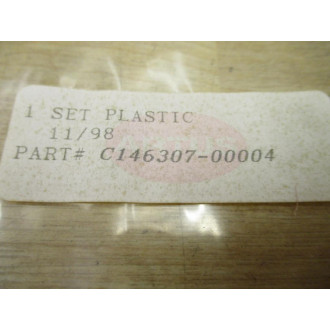 1 SET PLASTIC
11/98
PART# C146307-00004